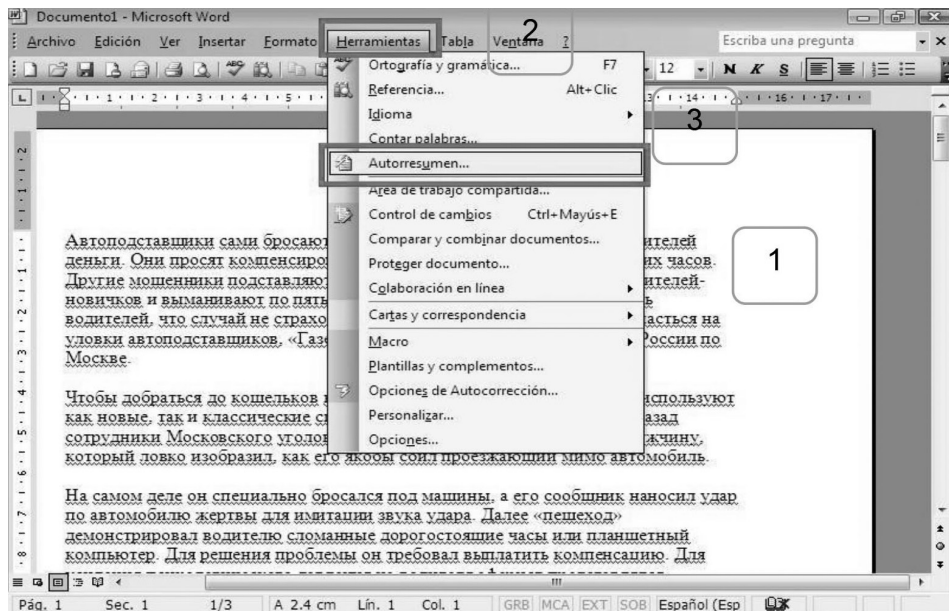 Documento1 - Microsoft Word
Archivo Edición Ver Insertar Formato Herramientas Tabla Ventana ?
Escriba una pregunta
2
12 N K S
Ortografía y gramática... F7
Referencia... Alt+Clic
Idioma
Contar palabras...
Autorresumen...
Área de trabajo compartida...
Control de cambios Ctrl+Mayús+E
Comparar y combinar documentos...
Proteger documento...
Colaboración en línea
Cartas y correspondencia
Macro
Plantillas y complementos...
Opciones de Autocorrección...
Personalizar...
Opciones...
3
1
Автоподставщики сами бросают
деньги. Они просят их часов.
Другие мошенники
новичков и выманивают по
водителей, что случай не на
уловки автоподставщиков, России по
Москве.
Чтобы добраться до кошельков используют
как новые, так и классические
сотрудники Московского
который ловко изобразил, как его якобы сбил проезжающий мимо автомобиль.
На самом деле он специально бросался под машины, а его сообщник наносил удар
по автомобилю жертвы для имитации звука удара. Далее «пешеход»
демонстрировал водителю сломанные дорогостоящие часы или планшетный
компьютер. Для решения проблемы он требовал выплатить компенсацию. Для
Pág. 1 Sec. 1 1/3 A 2.4 cm Lín. 1 Col. 1 GRB MCA EXT SOB Español (Esp